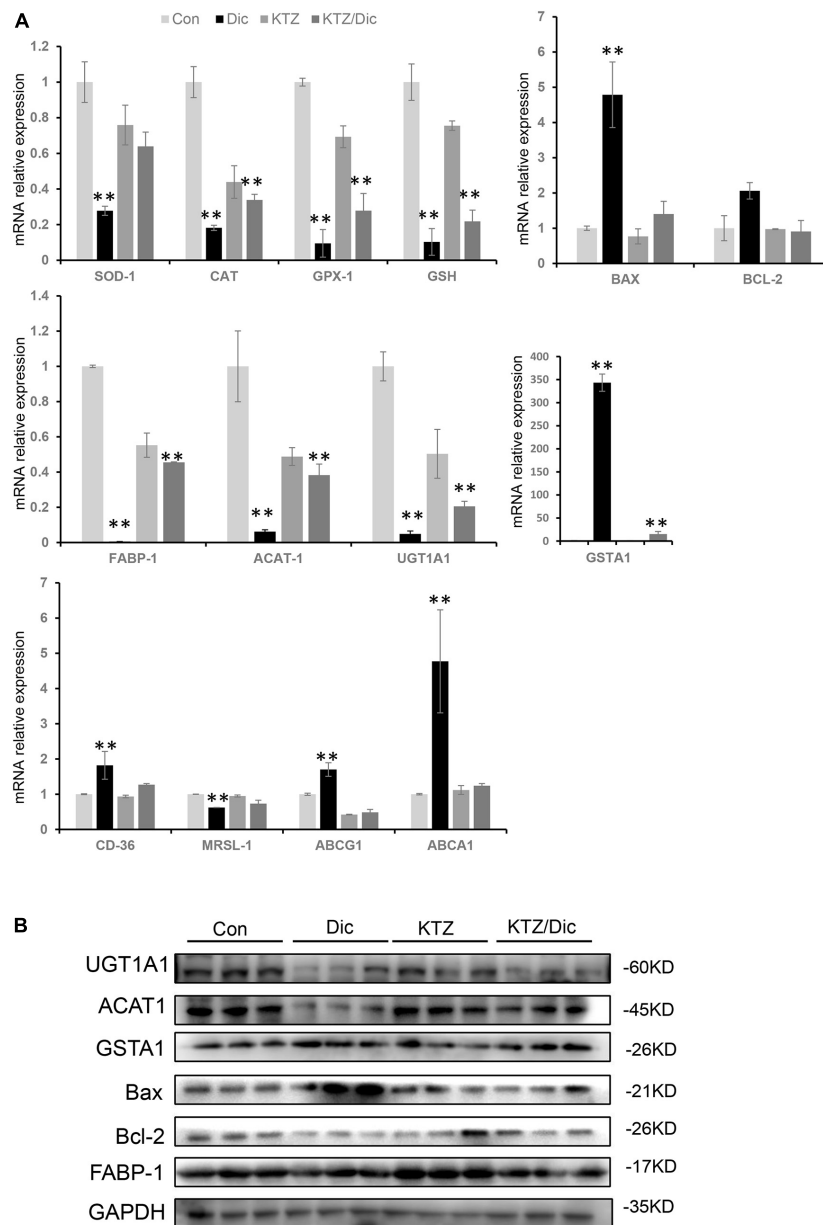 A
Con Dic KTZ KTZ/Dic
mRNA relative expression
1.2
1
0.8
0.6
0.4
0.2
0
** ** ** ** ** ** **
SOD-1 CAT GPX-1 GSH
mRNA relative expression
7
6
5
4
3
2
1
0
**
BAX BCL-2
mRNA relative expression
1.4
1.2
1
0.8
0.6
0.4
0.2
0
** ** ** ** ** **
FABP-1 ACAT-1 UGT1A1
mRNA relative expression
400
350
300
250
200
150
100
50
0
** **
GSTA1
mRNA relative expression
7
6
5
4
3
2
1
0
** ** ** **
CD-36 MRSL-1 ABCG1 ABCA1
B
Con Dic KTZ KTZ/Dic
UGT1A1 -60KD
ACAT1 -45KD
GSTA1 -26KD
Bax -21KD
Bcl-2 -26KD
FABP-1 -17KD
GAPDH -35KD